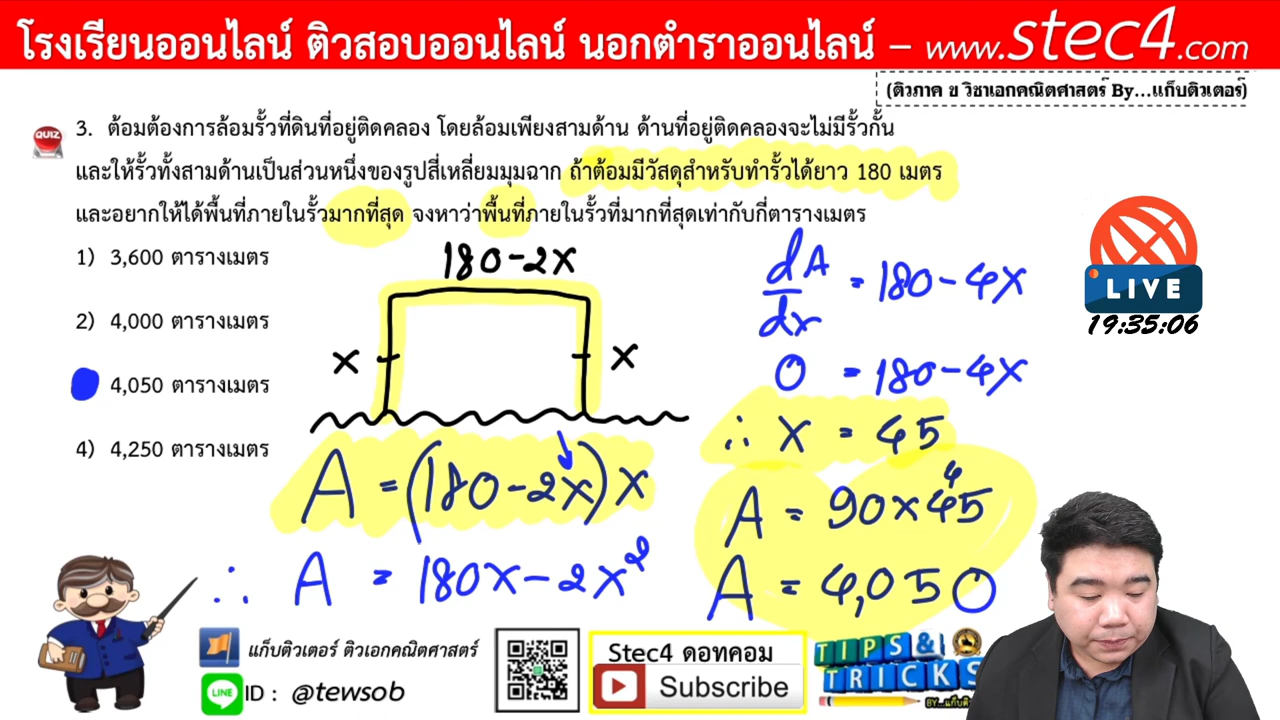 โรงเรียนออนไลน์ ติวสอบออนไลน์ นอกตำราออนไลน์ – www.stec4.com
(ติวภาค ข วิชาเอกคณิตศาสตร์ By...แก็บติวเตอร์)
QUIZ
3. ต้อมต้องการล้อมรั้วที่ดินที่อยู่ติดคลอง โดยล้อมเพียงสามด้าน ด้านที่อยู่ติดคลองจะไม่มีรั้วกั้น
และให้รั้วทั้งสามด้านเป็นส่วนหนึ่งของรูปสี่เหลี่ยมมุมฉาก ถ้าต้อมมีวัสดุสำหรับทำรั้วได้ยาว 180 เมตร
และอยากให้ได้พื้นที่ภายในรั้วมากที่สุด จงหาว่าพื้นที่ภายในรั้วที่มากที่สุดเท่ากับกี่ตารางเมตร
1) 3,600 ตารางเมตร
2) 4,000 ตารางเมตร
4,050 ตารางเมตร
4) 4,250 ตารางเมตร
180-2x
x
x
A = (180-2x)x
∴ A = 180x-2x²
dA/dx = 180-4x
0 = 180-4x
∴ x = 45
4
A = 90x45
A = 4,050
LIVE
19:35:06
แก็บติวเตอร์ ติวเอกคณิตศาสตร์
LINE ID : @tewsob
Stec4 ดอทคอม
Subscribe
TIPS &
TRICKS